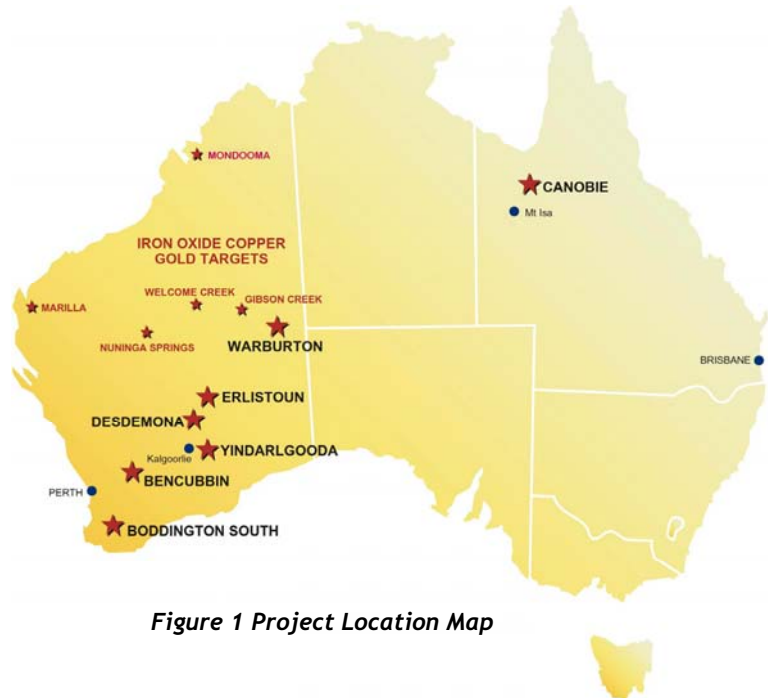 MONDOOMA
CANOBIE
Mt Isa
IRON OXIDE COPPER
GOLD TARGETS
WELCOME CREEK
GIBSON CREEK
MARILLA
NUNINGA SPRINGS
WARBURTON
BRISBANE
ERLISTOUN
DESDEMONA
Kalgoorlie
YINDARLGOODA
BENCUBBIN
PERTH
BODDINGTON SOUTH
Figure 1 Project Location Map